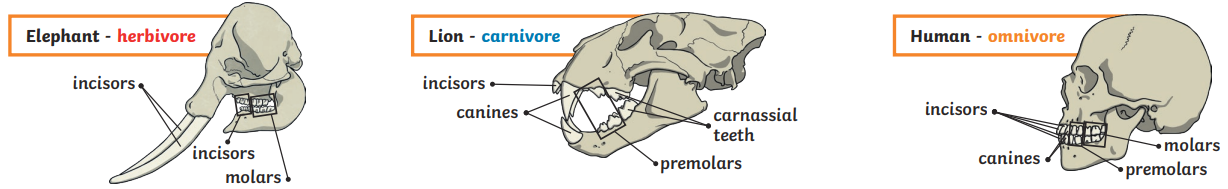 Elephant - herbivore
incisors
incisors
molars
Lion - carnivore
incisors
canines
carnassial
teeth
premolars
Human - omnivore
incisors
canines
molars
premolars